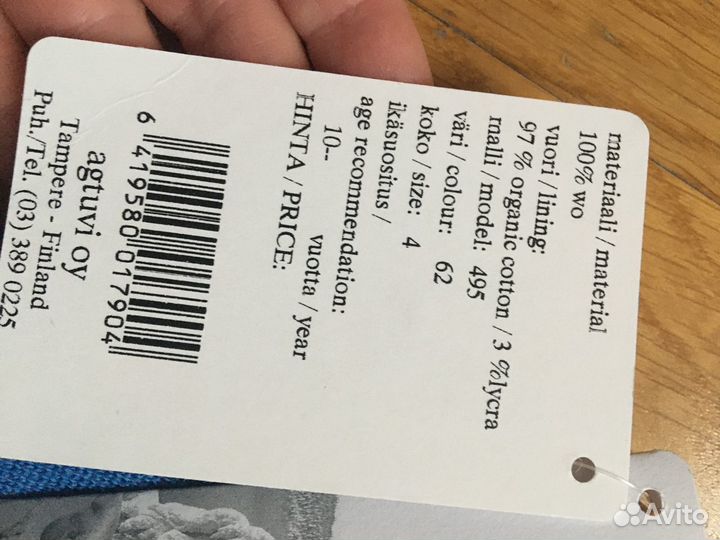 materiaali / material
100% wo
vuori / lining:
97 % organic cotton / 3 %lycra
malli / model: 495
väri / colour: 62
koko / size: 4
ikäsuositus /
age recommendation:
10-- vuotta / year
HINTA / PRICE:
6 419580 017904
agtuvi oy
Tampere - Finland
Puh./Tel. (03) 389 0225
Avito